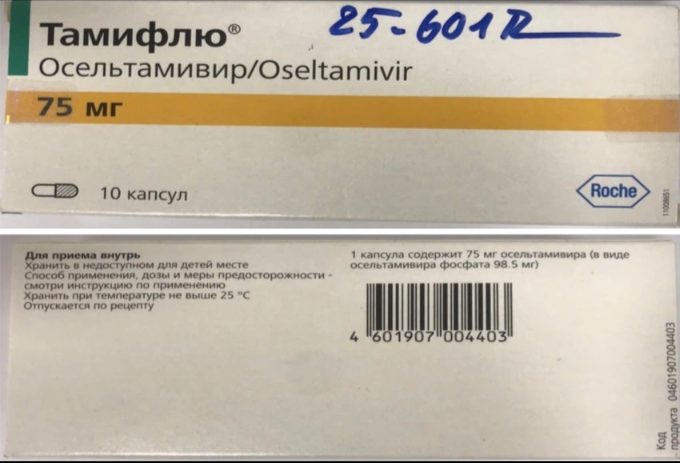 25-601R
Тамифлю®
Осельтамивир/Oseltamivir
75 мг
10 капсул
Roche
11008651
Для приема внутрь
Хранить в недоступном для детей месте
Способ применения, дозы и меры предосторожности -
смотри инструкцию по применению
Хранить при температуре не выше 25 °C
Отпускается по рецепту
1 капсула содержит 75 мг осельтамивира (в виде
осельтамивира фосфата 98.5 мг)
4 601907 004403
Код
продукта 04601907004403